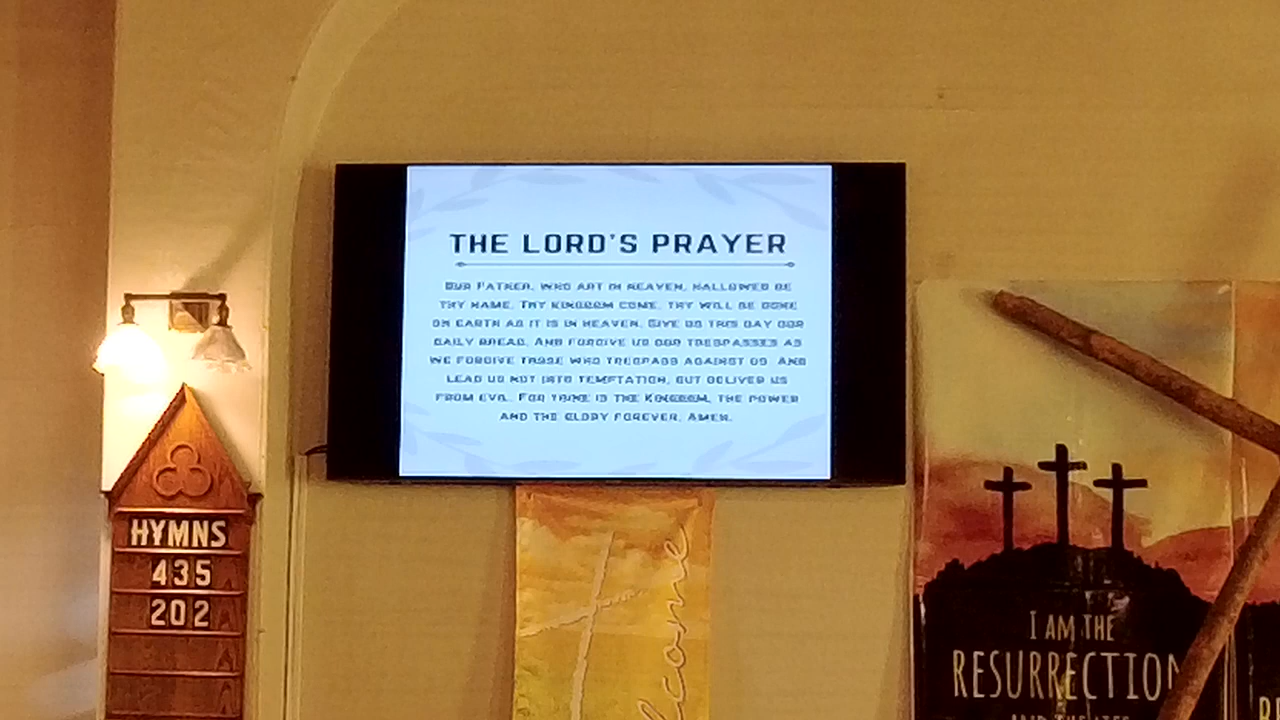 THE LORD'S PRAYER
OUR FATHER, WHO ART IN HEAVEN, HALLOWED BE
THY NAME. THY KINGDOM COME, THY WILL BE DONE
ON EARTH AS IT IS IN HEAVEN. GIVE US THIS DAY OUR
DAILY BREAD. AND FORGIVE US OUR TRESPASSES AS
WE FORGIVE THOSE WHO TRESPASS AGAINST US. AND
LEAD US NOT INTO TEMPTATION, BUT DELIVER US
FROM EVIL. FOR THINE IS THE KINGDOM, THE POWER
AND THE GLORY FOREVER. AMEN.
HYMNS
435
202
lcome
I AM THE
RESURRECTION